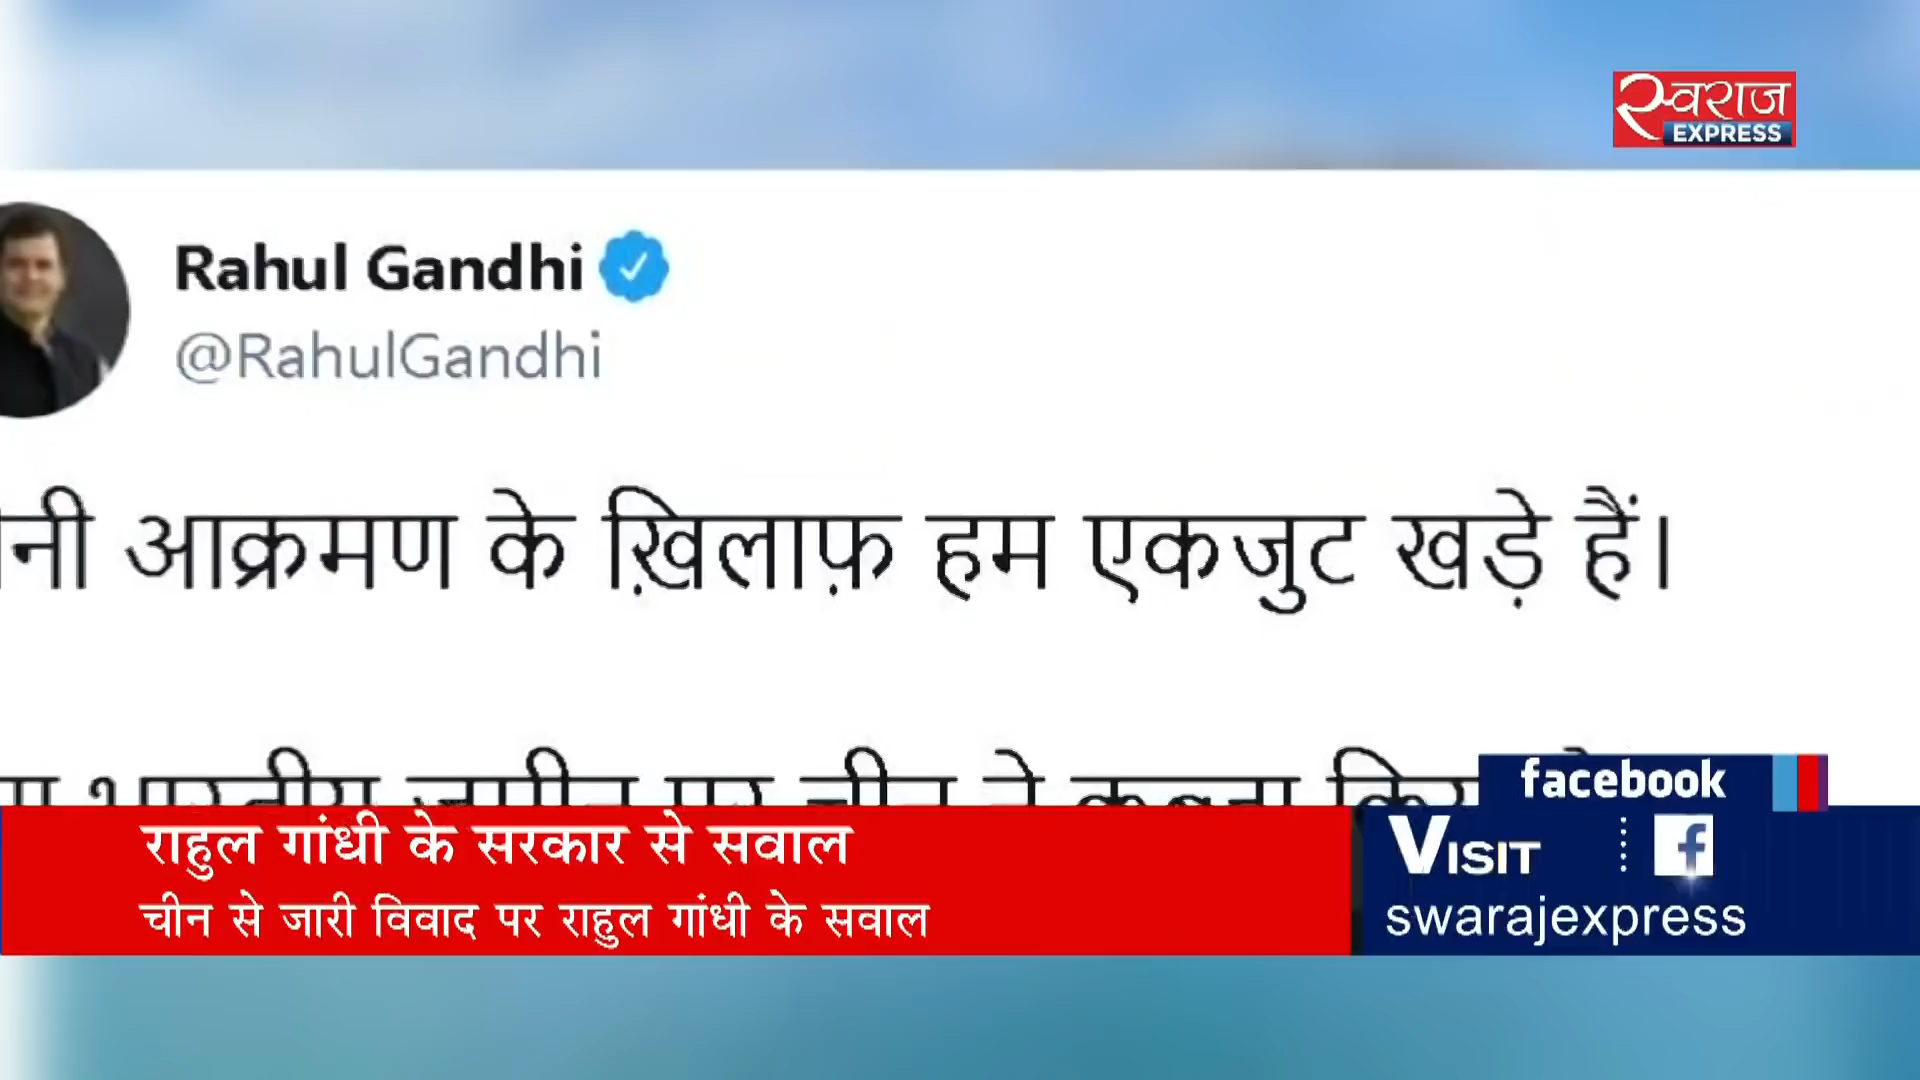 स्वराज
EXPRESS
Rahul Gandhi
@RahulGandhi
आक्रमण के ख़िलाफ़ हम एकजुट खड़े हैं।
facebook
राहुल गांधी के सरकार से सवाल
VISIT
चीन से जारी विवाद पर राहुल गांधी के सवाल
swarajexpress